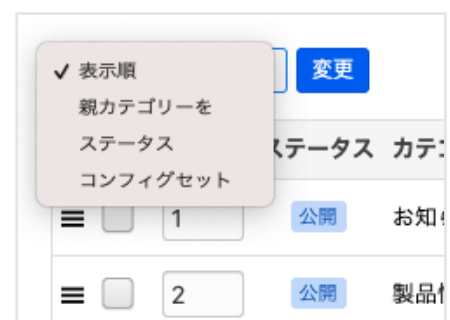 ✓ 表示順
変更
親カテゴリーを
ステータス
コンフィグセット
ステータス
1
公開
お知
2
公開
製品